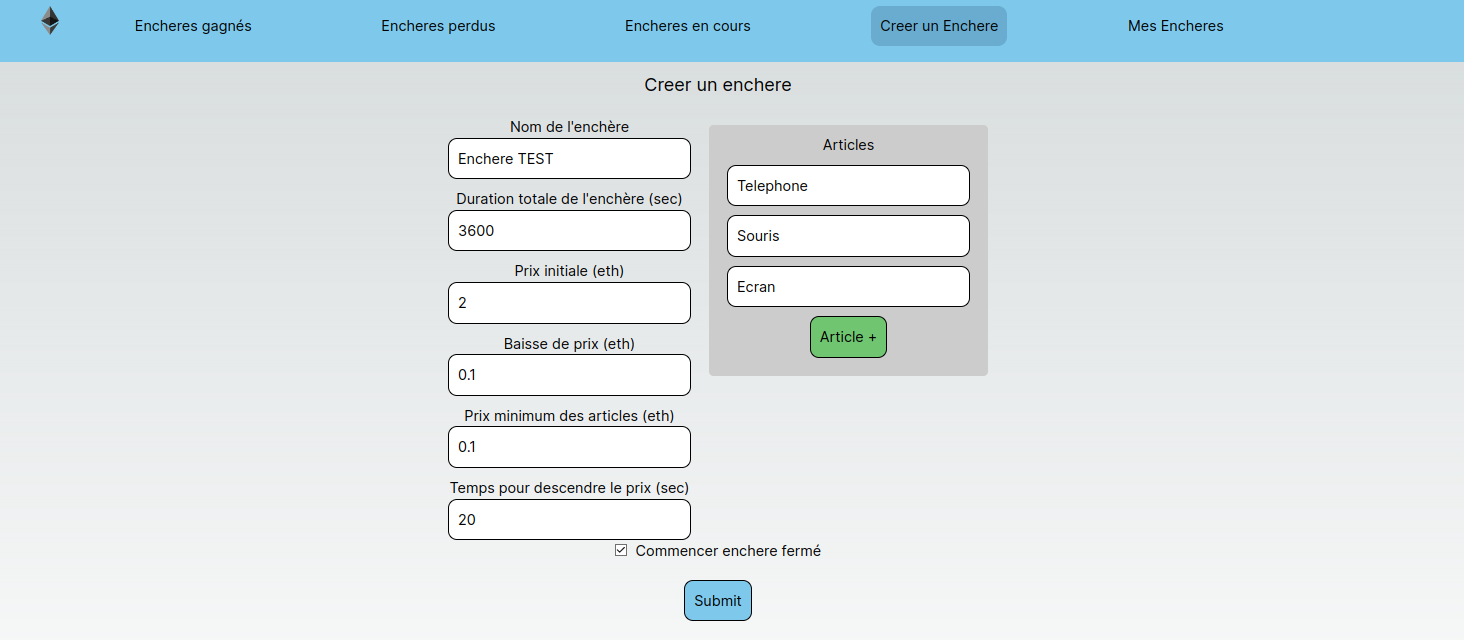 Encheres gagnés
Encheres perdus
Encheres en cours
Creer un Enchere
Mes Encheres
Creer un enchere
Nom de l'enchère
Enchere TEST
Duration totale de l'enchère (sec)
3600
Prix initiale (eth)
2
Baisse de prix (eth)
0.1
Prix minimum des articles (eth)
0.1
Temps pour descendre le prix (sec)
20
Articles
Telephone
Souris
Ecran
Article +
Commencer enchere fermé
Submit